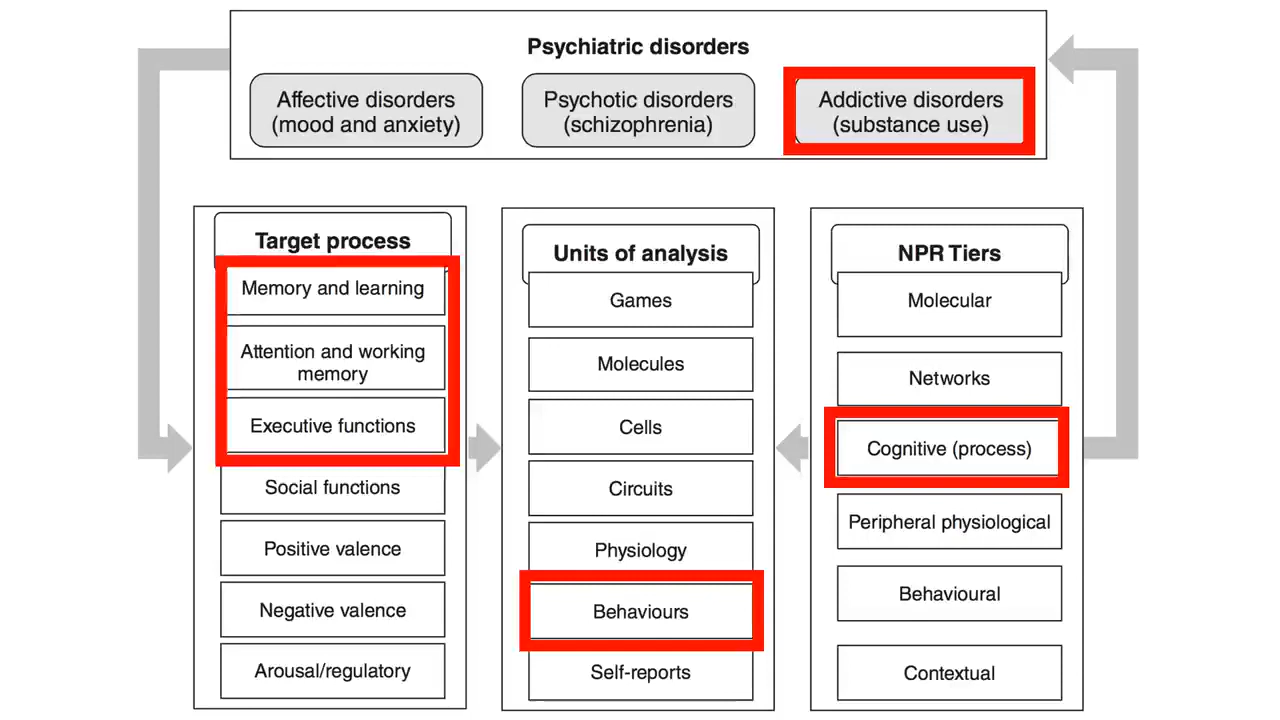 Psychiatric disorders
Affective disorders
(mood and anxiety)
Psychotic disorders
(schizophrenia)
Addictive disorders
(substance use)
Target process
Memory and learning
Attention and working
memory
Executive functions
Social functions
Positive valence
Negative valence
Arousal/regulatory
Units of analysis
Games
Molecules
Cells
Circuits
Physiology
Behaviours
Self-reports
NPR Tiers
Molecular
Networks
Cognitive (process)
Peripheral physiological
Behavioural
Contextual